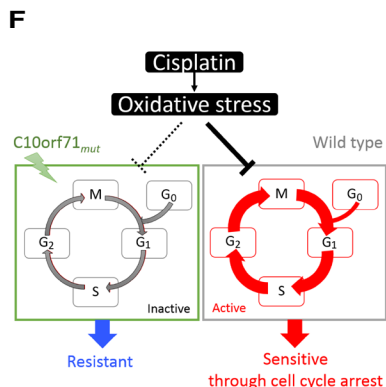 F
Cisplatin
Oxidative stress
C10orf71mut
Wild type
M
G0
G2
G1
S
Inactive
M
G0
G2
G1
S
Active
Resistant
Sensitive
through cell cycle arrest